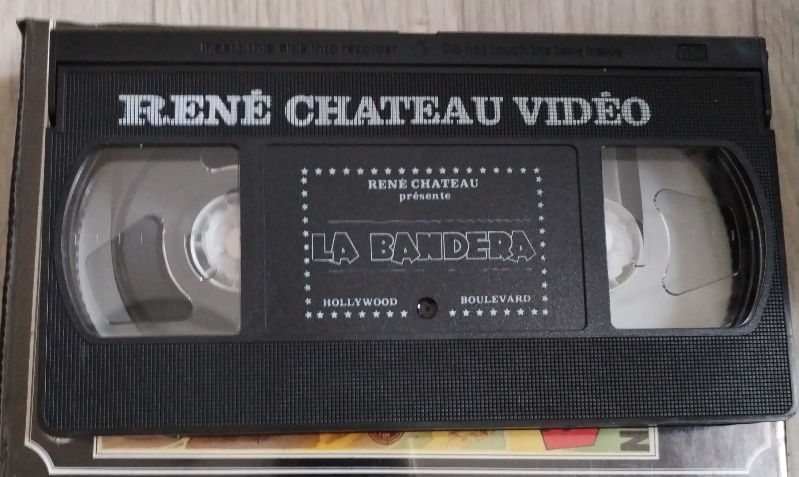 Insert this side into recorder Do not touch the tape inside
RENÉ CHATEAU VIDÉO
RENÉ CHATEAU
présente
LA BANDERA
HOLLYWOOD BOULEVARD